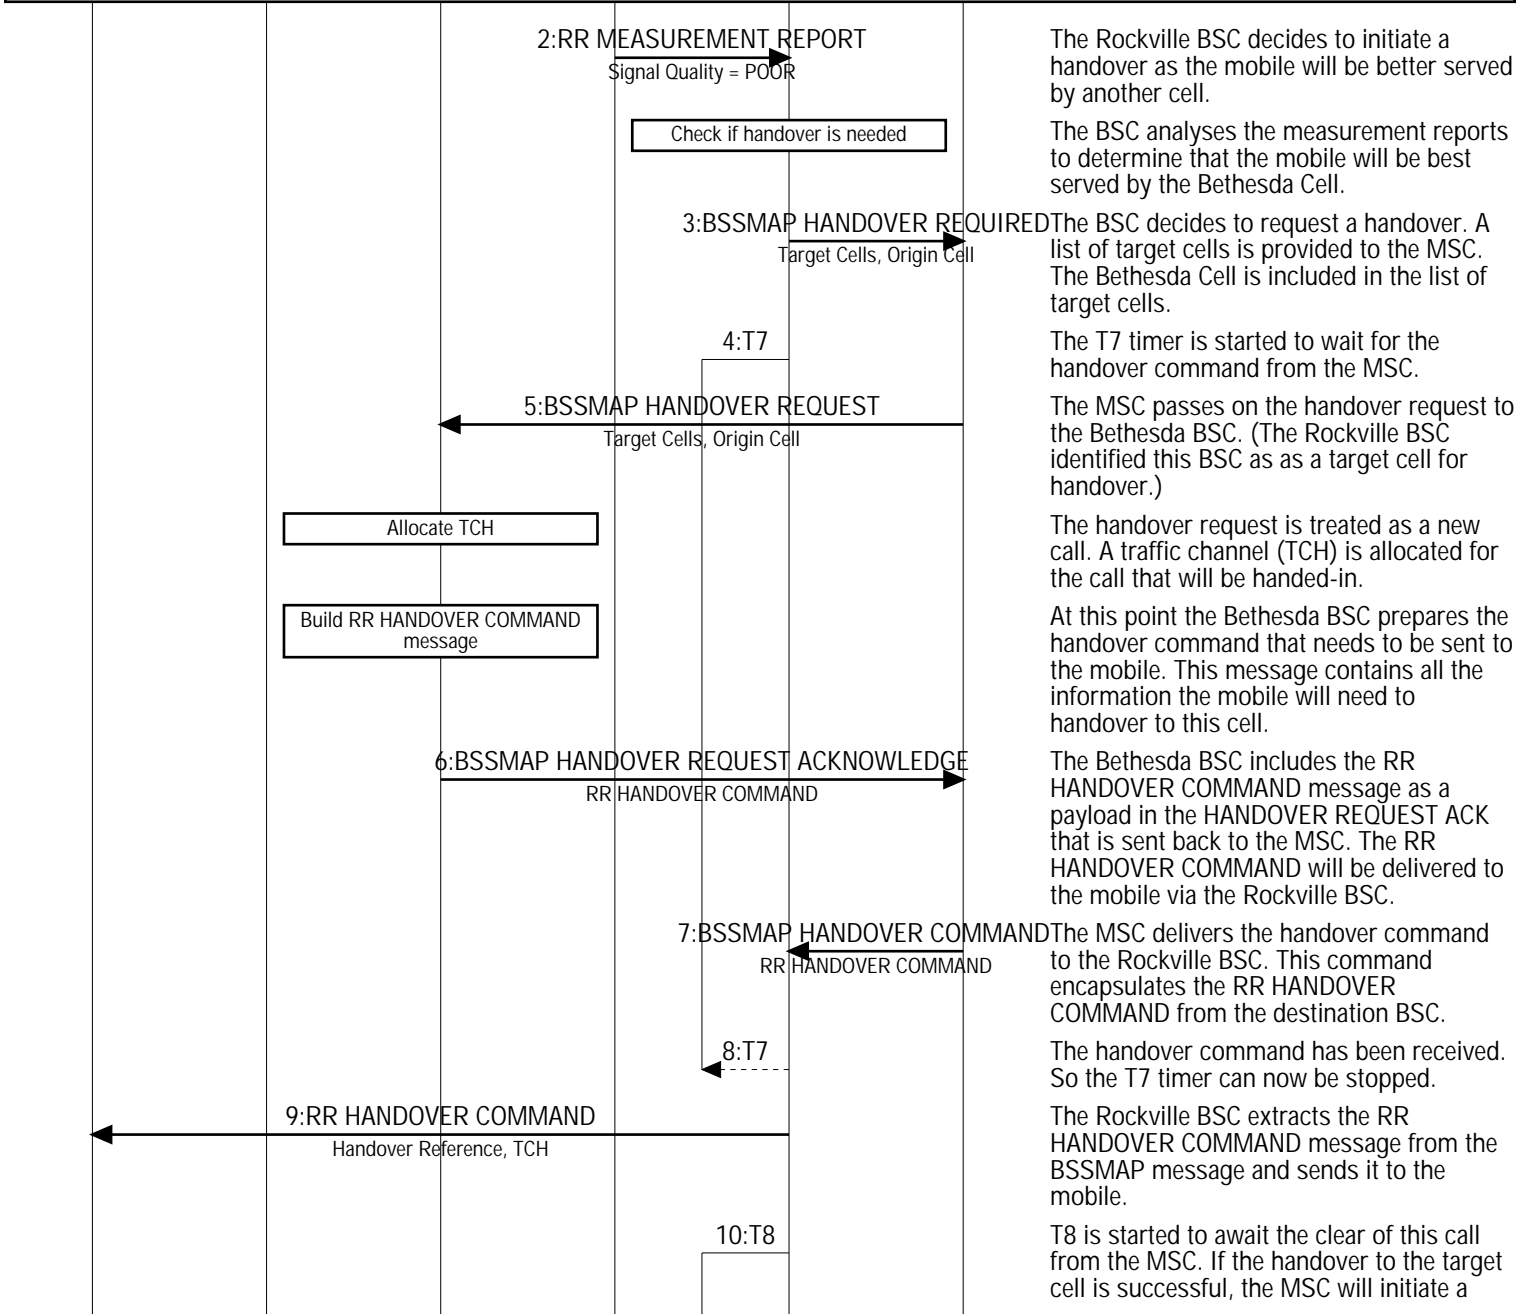 2:RR MEASUREMENT REPORT
Signal Quality = POOR
The Rockville BSC decides to initiate a
handover as the mobile will be better served
by another cell.
Check if handover is needed
The BSC analyses the measurement reports
to determine that the mobile will be best
served by the Bethesda Cell.
3:BSSMAP HANDOVER REQUIRED
Target Cells, Origin Cell
The BSC decides to request a handover. A
list of target cells is provided to the MSC.
The Bethesda Cell is included in the list of
target cells.
4:T7
The T7 timer is started to wait for the
handover command from the MSC.
5:BSSMAP HANDOVER REQUEST
Target Cells, Origin Cell
The MSC passes on the handover request to
the Bethesda BSC. (The Rockville BSC
identified this BSC as as a target cell for
handover.)
Allocate TCH
The handover request is treated as a new
call. A traffic channel (TCH) is allocated for
the call that will be handed-in.
Build RR HANDOVER COMMAND
message
At this point the Bethesda BSC prepares the
handover command that needs to be sent to
the mobile. This message contains all the
information the mobile will need to
handover to this cell.
6:BSSMAP HANDOVER REQUEST ACKNOWLEDGE
RR HANDOVER COMMAND
The Bethesda BSC includes the RR
HANDOVER COMMAND message as a
payload in the HANDOVER REQUEST ACK
that is sent back to the MSC. The RR
HANDOVER COMMAND will be delivered to
the mobile via the Rockville BSC.
7:BSSMAP HANDOVER COMMAND
RR HANDOVER COMMAND
The MSC delivers the handover command
to the Rockville BSC. This command
encapsulates the RR HANDOVER
COMMAND from the destination BSC.
8:T7
The handover command has been received.
So the T7 timer can now be stopped.
9:RR HANDOVER COMMAND
Handover Reference, TCH
The Rockville BSC extracts the RR
HANDOVER COMMAND message from the
BSSMAP message and sends it to the
mobile.
10:T8
T8 is started to await the clear of this call
from the MSC. If the handover to the target
cell is successful, the MSC will initiate a